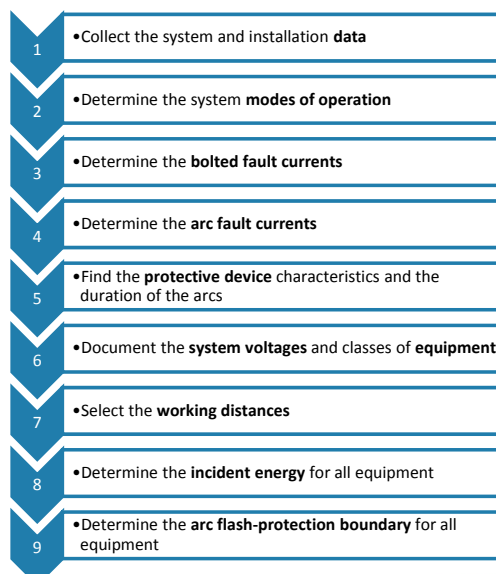 1
•Collect the system and installation data
2
•Determine the system modes of operation
3
•Determine the bolted fault currents
4
•Determine the arc fault currents
5
•Find the protective device characteristics and the
duration of the arcs
6
•Document the system voltages and classes of equipment
7
•Select the working distances
8
•Determine the incident energy for all equipment
9
•Determine the arc flash-protection boundary for all
equipment